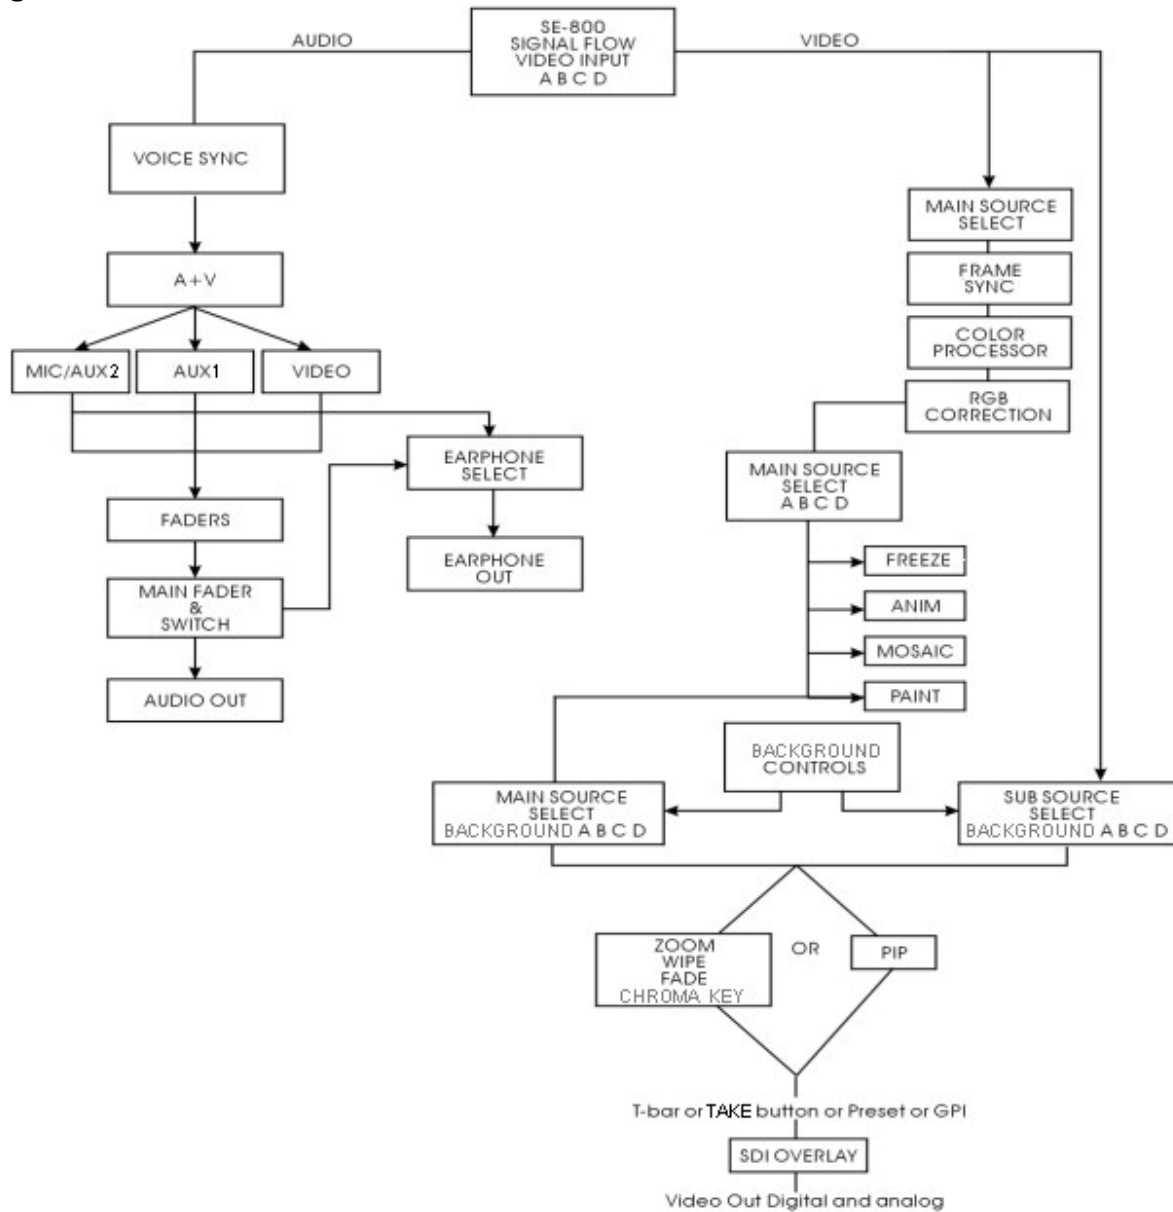 SE-800
SIGNAL FLOW
VIDEO INPUT
A B C D
AUDIO
VIDEO
VOICE SYNC
A+V
MIC/AUX2
AUX1
VIDEO
EARPHONE
SELECT
FADERS
EARPHONE
OUT
MAIN FADER
&
SWITCH
AUDIO OUT
MAIN SOURCE
SELECT
FRAME
SYNC
COLOR
PROCESSOR
RGB
CORRECTION
MAIN SOURCE
SELECT
A B C D
FREEZE
ANIM
MOSAIC
PAINT
BACKGROUND
CONTROLS
MAIN SOURCE
SELECT
BACKGROUND A B C D
SUB SOURCE
SELECT
BACKGROUND A B C D
ZOOM
WIPE
FADE
CHROMA KEY
OR
PIP
T-bar or TAKE button or Preset or GPI
SDI OVERLAY
Video Out Digital and analog